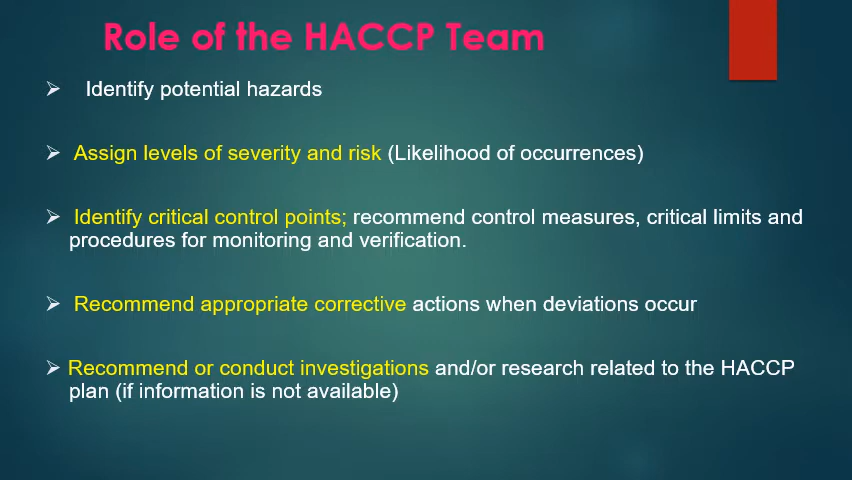 Role of the HACCP Team
➢ Identify potential hazards
➢ Assign levels of severity and risk (Likelihood of occurrences)
➢ Identify critical control points; recommend control measures, critical limits and
procedures for monitoring and verification.
➢ Recommend appropriate corrective actions when deviations occur
➢ Recommend or conduct investigations and/or research related to the HACCP
plan (if information is not available)